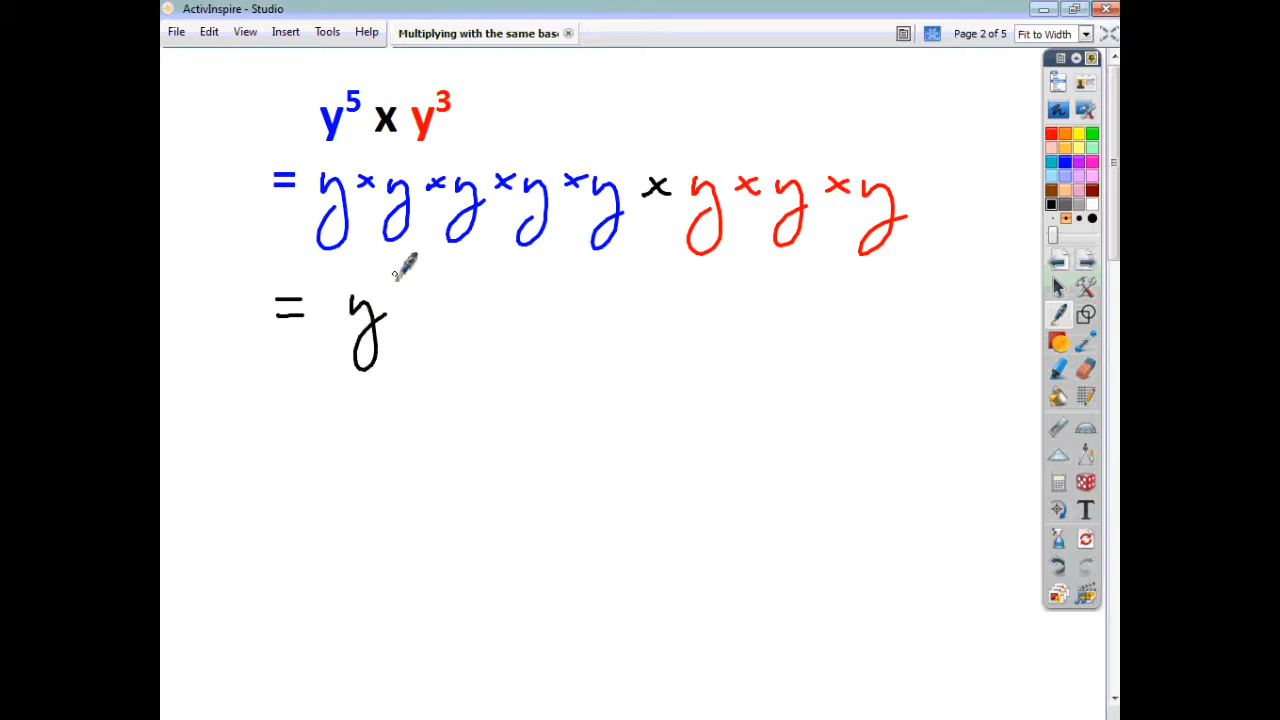 ActivInspire - Studio
File Edit View Insert Tools Help
Multiplying with the same bas
Page 2 of 5
Fit to Width
y⁵ x y³
= y × y × y × y × y × y × y × y
= y
T